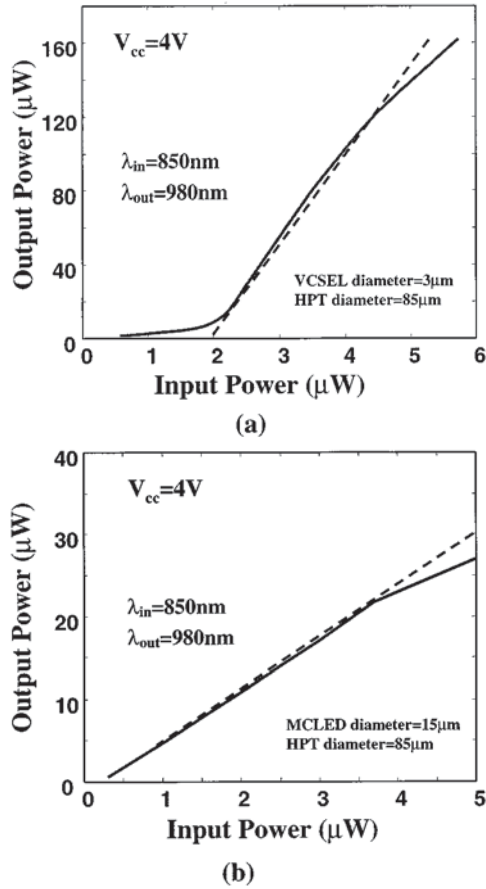 160
V_cc=4V
120
λ_in=850nm
80
λ_out=980nm
40
VCSEL diameter=3μm
HPT diameter=85μm
0
0 1 2 3 4 5 6
Output Power (μW)
Input Power (μW)
(a)
40
V_cc=4V
30
λ_in=850nm
20
λ_out=980nm
10
MCLED diameter=15μm
HPT diameter=85μm
0
0 1 2 3 4 5
Output Power (μW)
Input Power (μW)
(b)